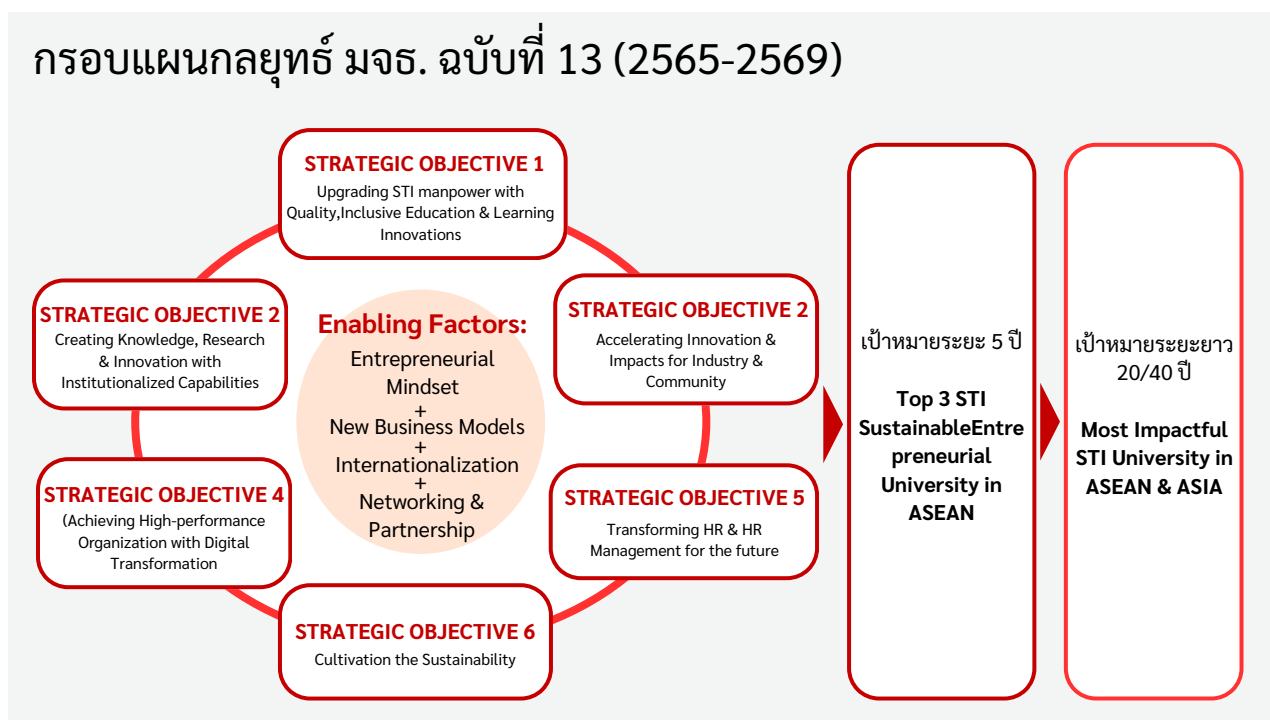 กรอบแผนกลยุทธ์ มจธ. ฉบับที่ 13 (2565-2569)
STRATEGIC OBJECTIVE 1
Upgrading STI manpower with
Quality,Inclusive Education & Learning
Innovations
STRATEGIC OBJECTIVE 2
Creating Knowledge, Research
& Innovation with
Institutionalized Capabilities
Enabling Factors:
Entrepreneurial
Mindset
+
New Business Models
+
Internationalization
+
Networking &
Partnership
STRATEGIC OBJECTIVE 2
Accelerating Innovation &
Impacts for Industry &
Community
STRATEGIC OBJECTIVE 4
(Achieving High-performance
Organization with Digital
Transformation
STRATEGIC OBJECTIVE 5
Transforming HR & HR
Management for the future
STRATEGIC OBJECTIVE 6
Cultivation the Sustainability
เป้าหมายระยะ 5 ปี
Top 3 STI
SustainableEntre
preneurial
University in
ASEAN
เป้าหมายระยะยาว
20/40 ปี
Most Impactful
STI University in
ASEAN & ASIA